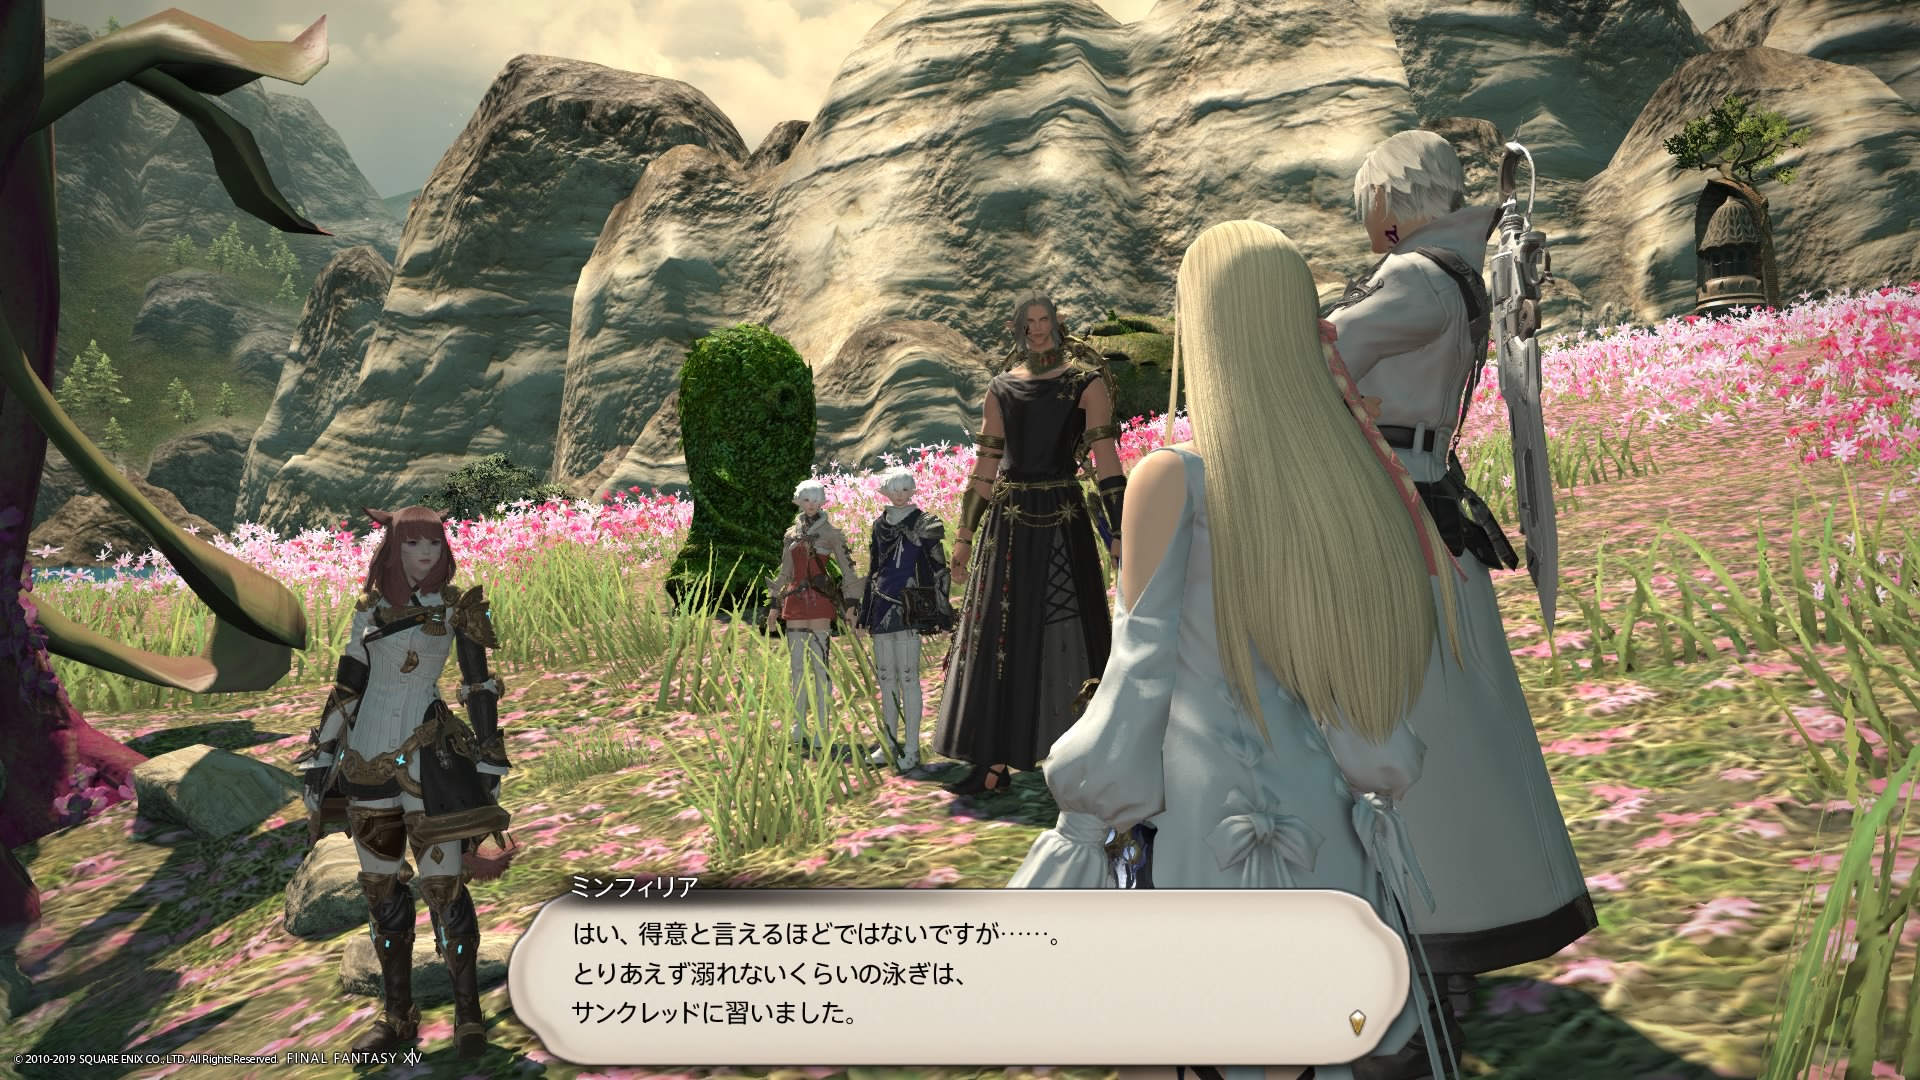 ミンフィリア
はい、得意と言えるほどではないですが……。
とりあえず溺れないくらいの泳ぎは、
サンクレッドに習いました。
© 2010-2019 SQUARE ENIX CO., LTD. All Rights Reserved. FINAL FANTASY XIV